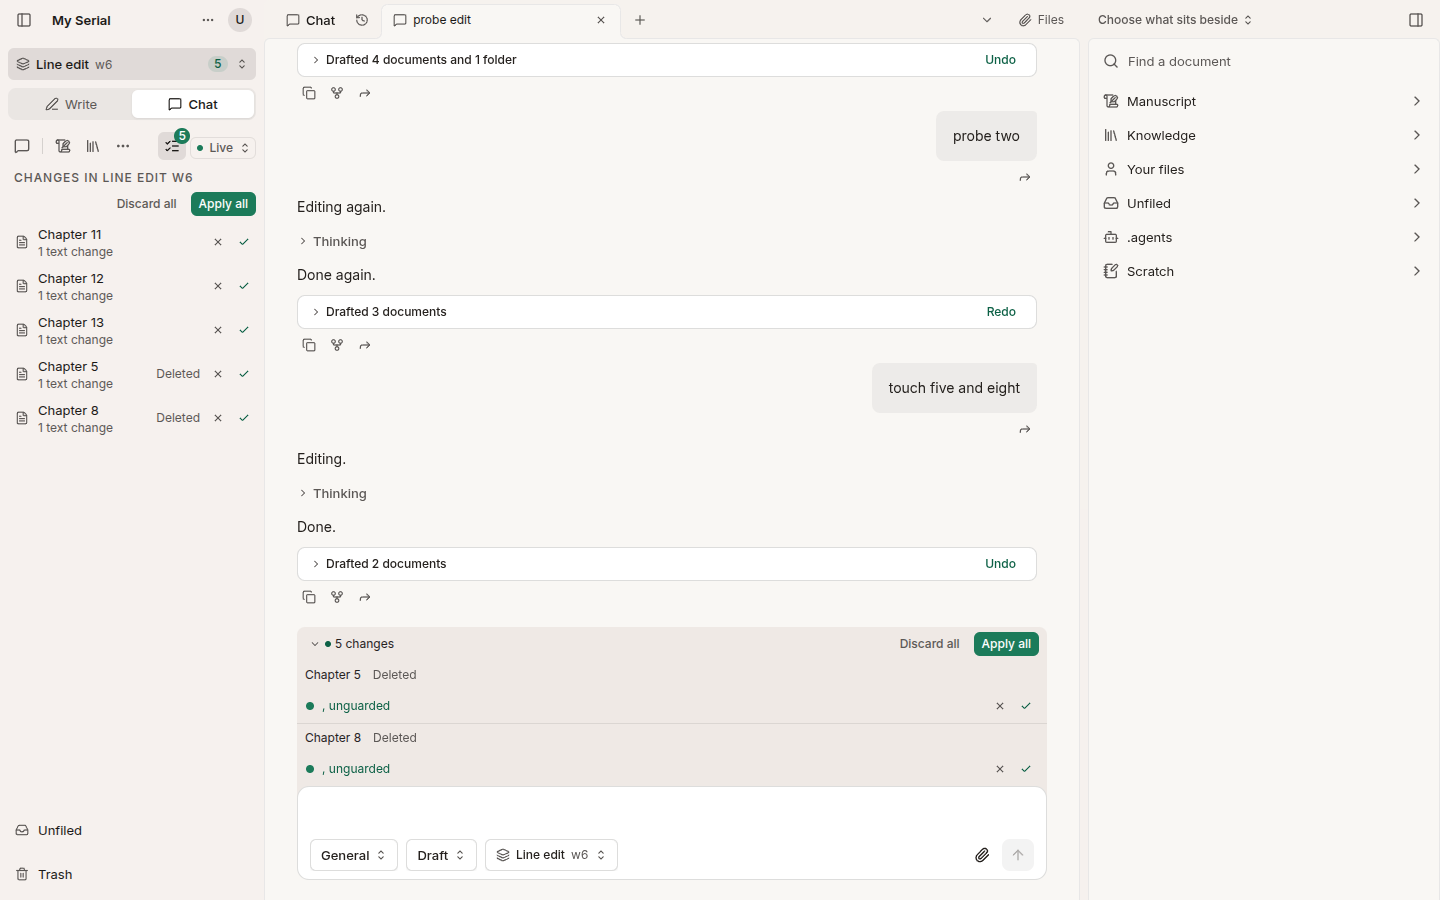 My Serial
U
Line edit w6
5
Write
Chat
5
Live
CHANGES IN LINE EDIT W6
Discard all
Apply all
Chapter 11
1 text change
Chapter 12
1 text change
Chapter 13
1 text change
Chapter 5
1 text change
Deleted
Chapter 8
1 text change
Deleted
Unfiled
Trash
Chat
probe edit
Files
Drafted 4 documents and 1 folder
Undo
probe two
Editing again.
Thinking
Done again.
Drafted 3 documents
Redo
touch five and eight
Editing.
Thinking
Done.
Drafted 2 documents
Undo
5 changes
Discard all
Apply all
Chapter 5 Deleted
, unguarded
Chapter 8 Deleted
, unguarded
General
Draft
Line edit w6
Choose what sits beside
Find a document
Manuscript
Knowledge
Your files
Unfiled
.agents
Scratch